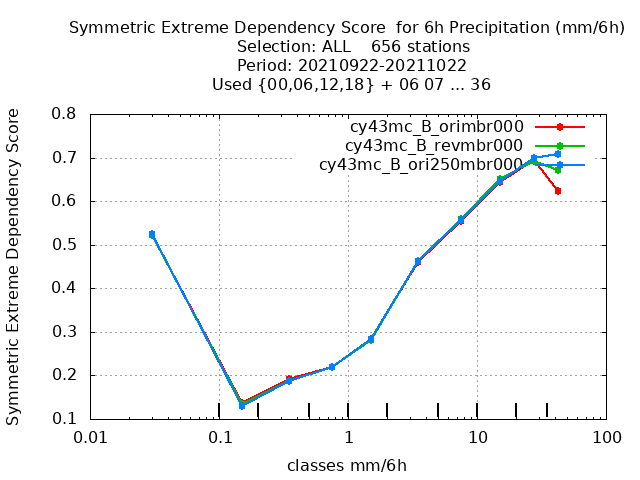 Symmetric Extreme Dependency Score  for 6h Precipitation (mm/6h)
Selection: ALL    656 stations
Period: 20210922-20211022
Used {00,06,12,18} + 06 07 ... 36
cy43mc_B_orimbr000
cy43mc_B_revmbr000
cy43mc_B_ori250mbr000
Symmetric Extreme Dependency Score
0.8
0.7
0.6
0.5
0.4
0.3
0.2
0.1
0.01
0.1
1
10
100
classes mm/6h